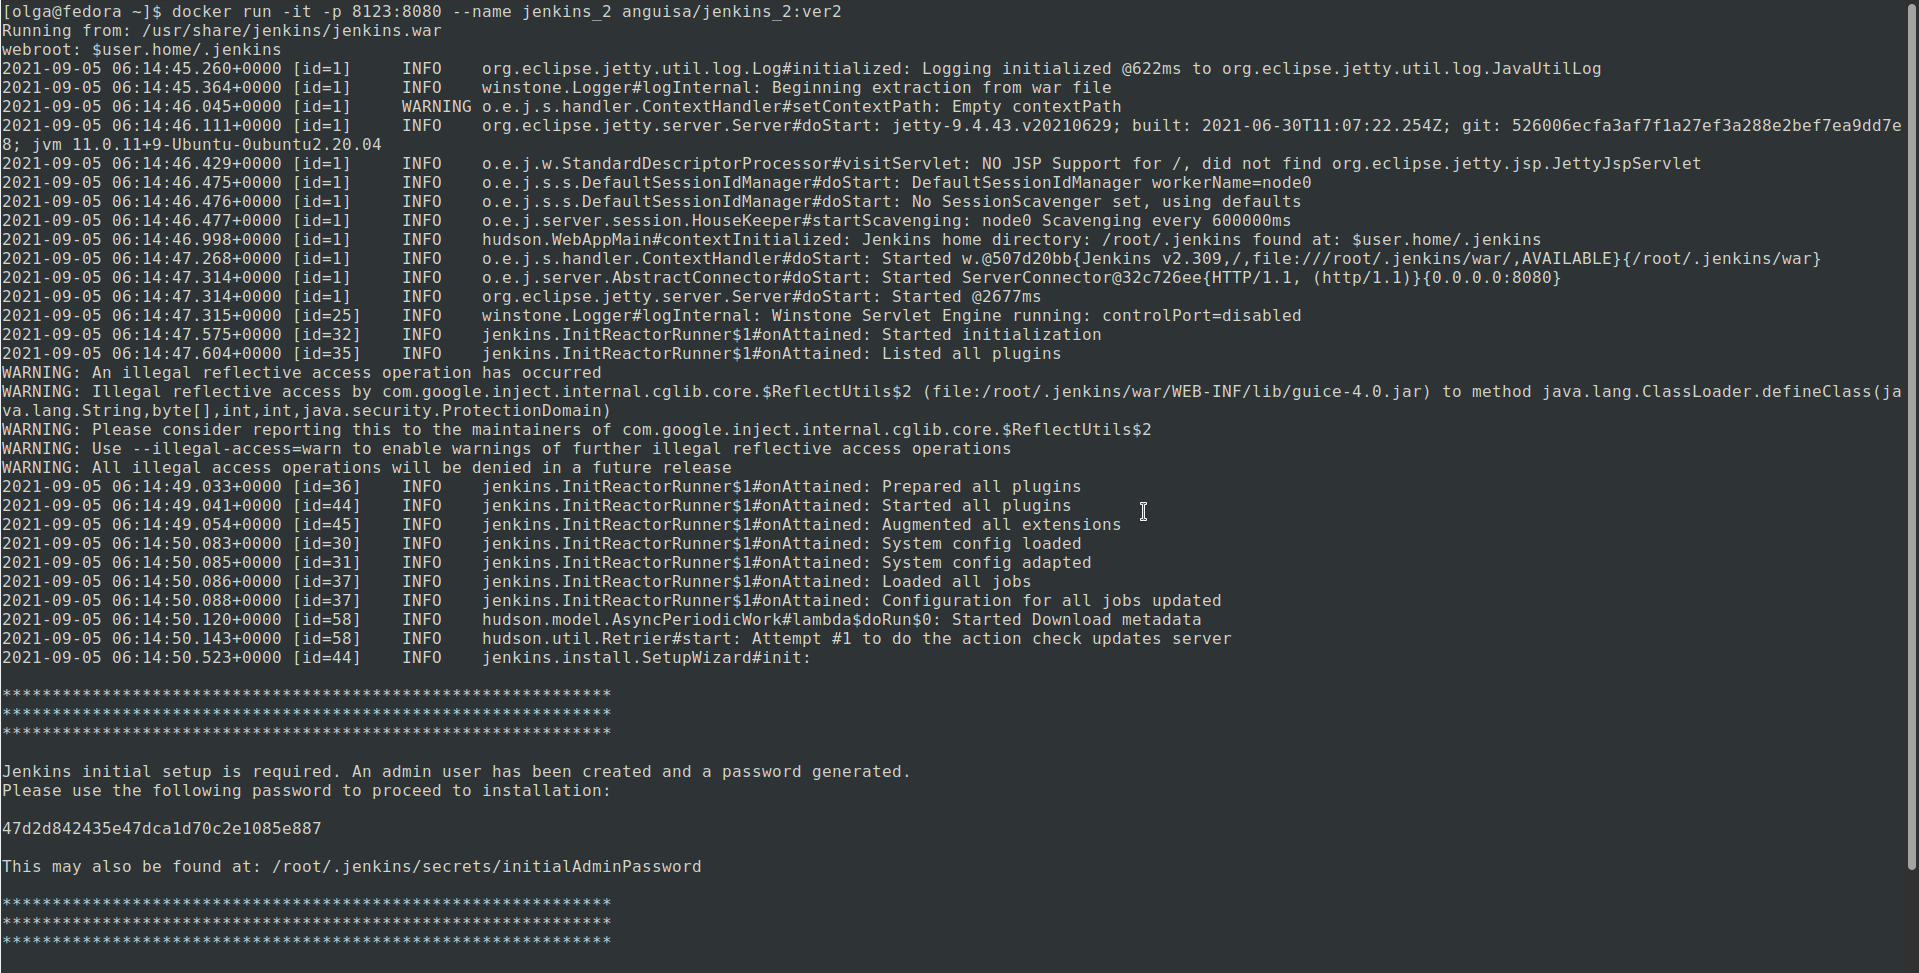 [olga@fedora ~]$ docker run -it -p 8123:8080 --name jenkins_2 anguisa/jenkins_2:ver2
Running from: /usr/share/jenkins/jenkins.war
webroot: $user.home/.jenkins
2021-09-05 06:14:45.260+0000 [id=1]     INFO    org.eclipse.jetty.util.log.Log#initialized: Logging initialized @622ms to org.eclipse.jetty.util.log.JavaUtilLog
2021-09-05 06:14:45.364+0000 [id=1]     INFO    winstone.Logger#logInternal: Beginning extraction from war file
2021-09-05 06:14:46.045+0000 [id=1]     WARNING o.e.j.s.handler.ContextHandler#setContextPath: Empty contextPath
2021-09-05 06:14:46.111+0000 [id=1]     INFO    org.eclipse.jetty.server.Server#doStart: jetty-9.4.43.v20210629; built: 2021-06-30T11:07:22.254Z; git: 526006ecfa3af7f1a27ef3a288e2bef7ea9dd7e
8; jvm 11.0.11+9-Ubuntu-0ubuntu2.20.04
2021-09-05 06:14:46.429+0000 [id=1]     INFO    o.e.j.w.StandardDescriptorProcessor#visitServlet: NO JSP Support for /, did not find org.eclipse.jetty.jsp.JettyJspServlet
2021-09-05 06:14:46.475+0000 [id=1]     INFO    o.e.j.s.s.DefaultSessionIdManager#doStart: DefaultSessionIdManager workerName=node0
2021-09-05 06:14:46.476+0000 [id=1]     INFO    o.e.j.s.s.DefaultSessionIdManager#doStart: No SessionScavenger set, using defaults
2021-09-05 06:14:46.477+0000 [id=1]     INFO    o.e.j.server.session.HouseKeeper#startScavenging: node0 Scavenging every 600000ms
2021-09-05 06:14:46.998+0000 [id=1]     INFO    hudson.WebAppMain#contextInitialized: Jenkins home directory: /root/.jenkins found at: $user.home/.jenkins
2021-09-05 06:14:47.268+0000 [id=1]     INFO    o.e.j.s.handler.ContextHandler#doStart: Started w.@507d20bb{Jenkins v2.309,/,file:///root/.jenkins/war/,AVAILABLE}{/root/.jenkins/war}
2021-09-05 06:14:47.314+0000 [id=1]     INFO    o.e.j.server.AbstractConnector#doStart: Started ServerConnector@32c726ee{HTTP/1.1, (http/1.1)}{0.0.0.0:8080}
2021-09-05 06:14:47.314+0000 [id=1]     INFO    org.eclipse.jetty.server.Server#doStart: Started @2677ms
2021-09-05 06:14:47.315+0000 [id=25]    INFO    winstone.Logger#logInternal: Winstone Servlet Engine running: controlPort=disabled
2021-09-05 06:14:47.575+0000 [id=32]    INFO    jenkins.InitReactorRunner$1#onAttained: Started initialization
2021-09-05 06:14:47.604+0000 [id=35]    INFO    jenkins.InitReactorRunner$1#onAttained: Listed all plugins
WARNING: An illegal reflective access operation has occurred
WARNING: Illegal reflective access by com.google.inject.internal.cglib.core.$ReflectUtils$2 (file:/root/.jenkins/war/WEB-INF/lib/guice-4.0.jar) to method java.lang.ClassLoader.defineClass(ja
va.lang.String,byte[],int,int,java.security.ProtectionDomain)
WARNING: Please consider reporting this to the maintainers of com.google.inject.internal.cglib.core.$ReflectUtils$2
WARNING: Use --illegal-access=warn to enable warnings of further illegal reflective access operations
WARNING: All illegal access operations will be denied in a future release
2021-09-05 06:14:49.033+0000 [id=36]    INFO    jenkins.InitReactorRunner$1#onAttained: Prepared all plugins
2021-09-05 06:14:49.041+0000 [id=44]    INFO    jenkins.InitReactorRunner$1#onAttained: Started all plugins
2021-09-05 06:14:49.054+0000 [id=45]    INFO    jenkins.InitReactorRunner$1#onAttained: Augmented all extensions
2021-09-05 06:14:50.083+0000 [id=30]    INFO    jenkins.InitReactorRunner$1#onAttained: System config loaded
2021-09-05 06:14:50.085+0000 [id=31]    INFO    jenkins.InitReactorRunner$1#onAttained: System config adapted
2021-09-05 06:14:50.086+0000 [id=37]    INFO    jenkins.InitReactorRunner$1#onAttained: Loaded all jobs
2021-09-05 06:14:50.088+0000 [id=37]    INFO    jenkins.InitReactorRunner$1#onAttained: Configuration for all jobs updated
2021-09-05 06:14:50.120+0000 [id=58]    INFO    hudson.model.AsyncPeriodicWork#lambda$doRun$0: Started Download metadata
2021-09-05 06:14:50.143+0000 [id=58]    INFO    hudson.util.Retrier#start: Attempt #1 to do the action check updates server
2021-09-05 06:14:50.523+0000 [id=44]    INFO    jenkins.install.SetupWizard#init:
*************************************************************
*************************************************************
*************************************************************
Jenkins initial setup is required. An admin user has been created and a password generated.
Please use the following password to proceed to installation:
47d2d842435e47dca1d70c2e1085e887
This may also be found at: /root/.jenkins/secrets/initialAdminPassword
*************************************************************
*************************************************************
*************************************************************